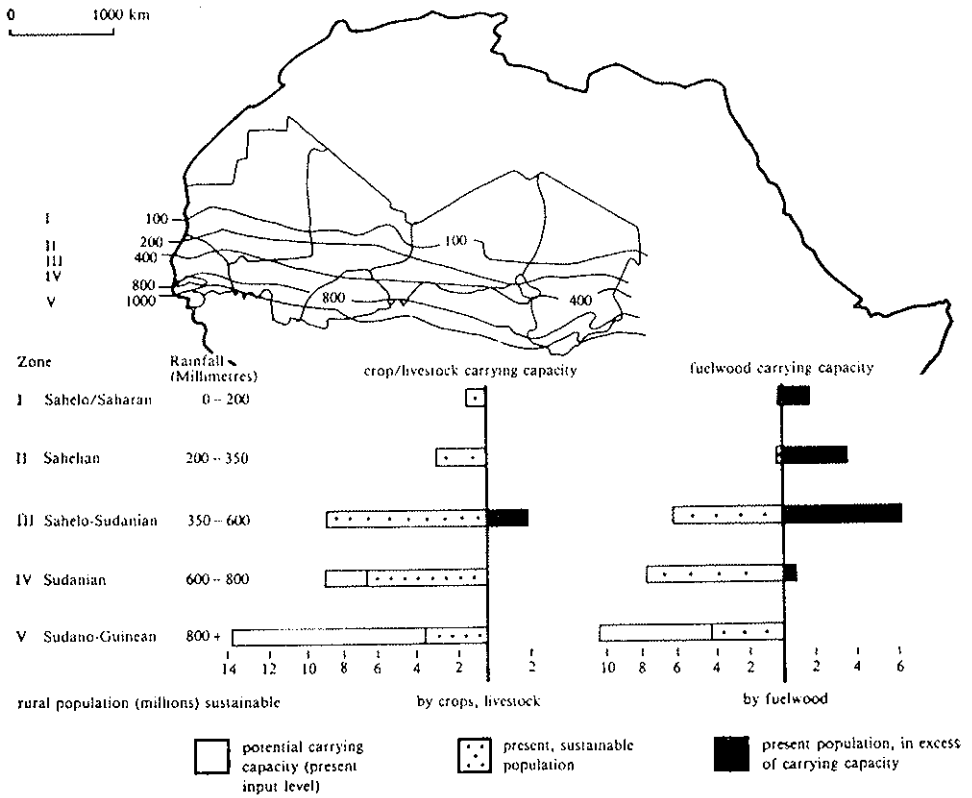 0 1000 km
I 100
II 200
III 400
IV
800
V 1000
100
800
400
Zone Rainfall (Millimetres) crop/livestock carrying capacity fuelwood carrying capacity
I Sahelo/Saharan 0 - 200
II Sahelian 200 - 350
III Sahelo-Sudanian 350 - 600
IV Sudanian 600 - 800
V Sudano-Guinean 800 +
14 12 10 8 6 4 2 2 10 8 6 4 2 2 4 6
rural population (millions) sustainable by crops, livestock by fuelwood
potential carrying
capacity (present
input level)
present, sustainable
population
present population, in excess
of carrying capacity